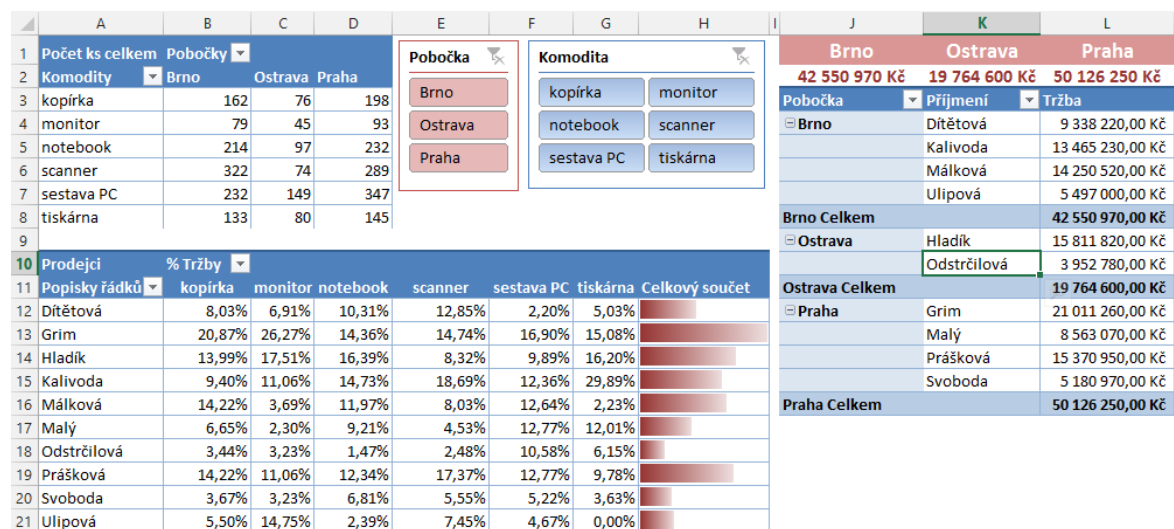 A B C D E F G H I J K L
1 Počet ks celkem Pobočky Pobočka Komodita Brno Ostrava Praha
2 Komodity Brno Ostrava Praha 42 550 970 Kč 19 764 600 Kč 50 126 250 Kč
3 kopírka 162 76 198 Brno kopírka monitor Pobočka Příjmení Tržba
4 monitor 79 45 93 Ostrava notebook scanner Brno Dítětová 9 338 220,00 Kč
5 notebook 214 97 232 Praha sestava PC tiskárna Kalivoda 13 465 230,00 Kč
6 scanner 322 74 289 Málková 14 250 520,00 Kč
7 sestava PC 232 149 347 Ulipová 5 497 000,00 Kč
8 tiskárna 133 80 145 Brno Celkem 42 550 970,00 Kč
9 Ostrava Hladík 15 811 820,00 Kč
10 Prodejci % Tržby Odstrčilová 3 952 780,00 Kč
11 Popisky řádků kopírka monitor notebook scanner sestava PC tiskárna Celkový součet Ostrava Celkem 19 764 600,00 Kč
12 Dítětová 8,03% 6,91% 10,31% 12,85% 2,20% 5,03% Praha Grim 21 011 260,00 Kč
13 Grim 20,87% 26,27% 14,36% 14,74% 16,90% 15,08% Malý 8 563 070,00 Kč
14 Hladík 13,99% 17,51% 16,39% 8,32% 9,89% 16,20% Prášková 15 370 950,00 Kč
15 Kalivoda 9,40% 11,06% 14,73% 18,69% 12,36% 29,89% Svoboda 5 180 970,00 Kč
16 Málková 14,22% 3,69% 11,97% 8,03% 12,64% 2,23% Praha Celkem 50 126 250,00 Kč
17 Malý 6,65% 2,30% 9,21% 4,53% 12,77% 12,01%
18 Odstrčilová 3,44% 3,23% 1,47% 2,48% 10,58% 6,15%
19 Prášková 14,22% 11,06% 12,34% 17,37% 12,77% 9,78%
20 Svoboda 3,67% 3,23% 6,81% 5,55% 5,22% 3,63%
21 Ulipová 5,50% 14,75% 2,39% 7,45% 4,67% 0,00%